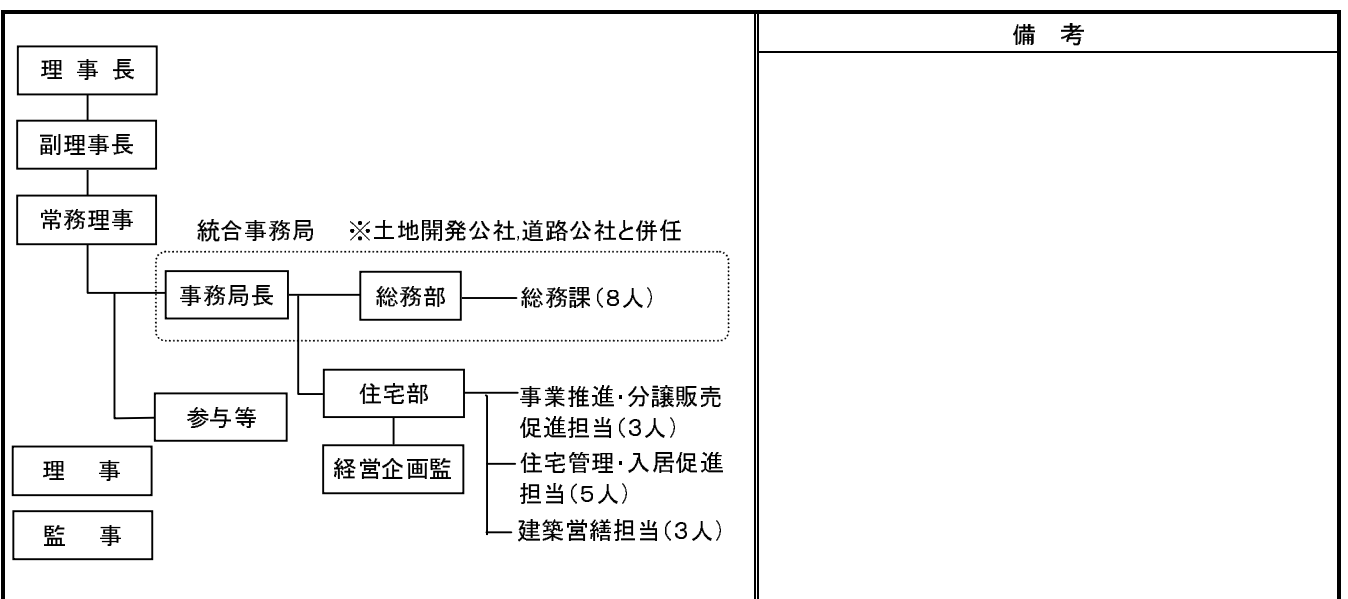 備 考
理 事 長
副理事長
常務理事
統合事務局 ※土地開発公社,道路公社と併任
事務局長
総務部
総務課(8人)
住宅部
事業推進・分譲販売
促進担当(3人)
参与等
経営企画監
住宅管理・入居促進
担当(5人)
理 事
建築営繕担当(3人)
監 事